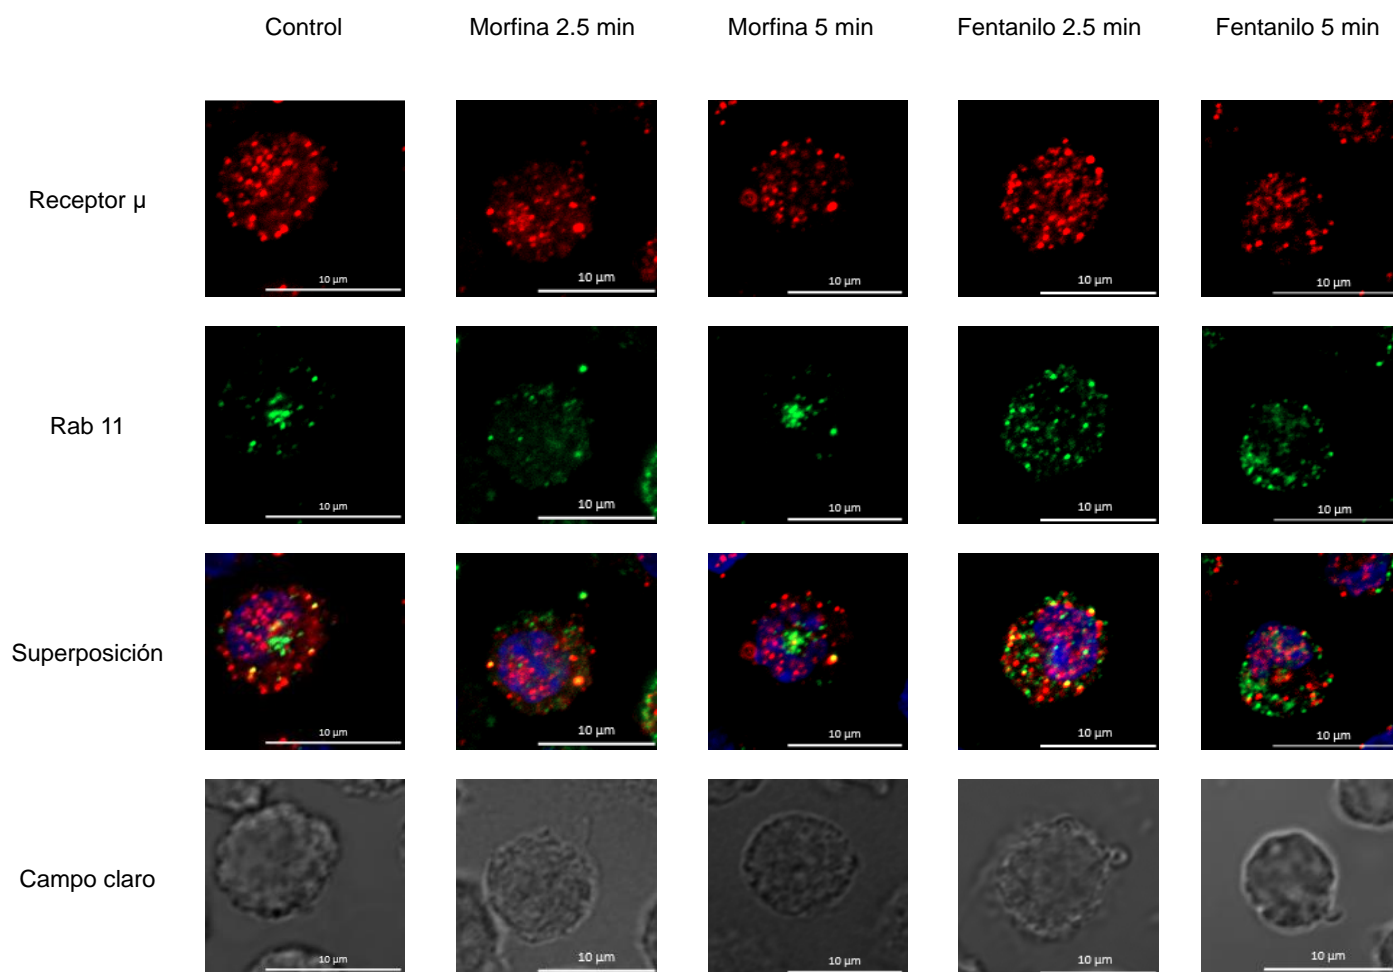 Control Morfina 2.5 min Morfina 5 min Fentanilo 2.5 min Fentanilo 5 min
Receptor µ
10 µm 10 µm 10 µm 10 µm 10 µm
Rab 11
10 µm 10 µm 10 µm 10 µm 10 µm
Superposición
10 µm 10 µm 10 µm 10 µm 10 µm
Campo claro
10 µm 10 µm 10 µm 10 µm 10 µm